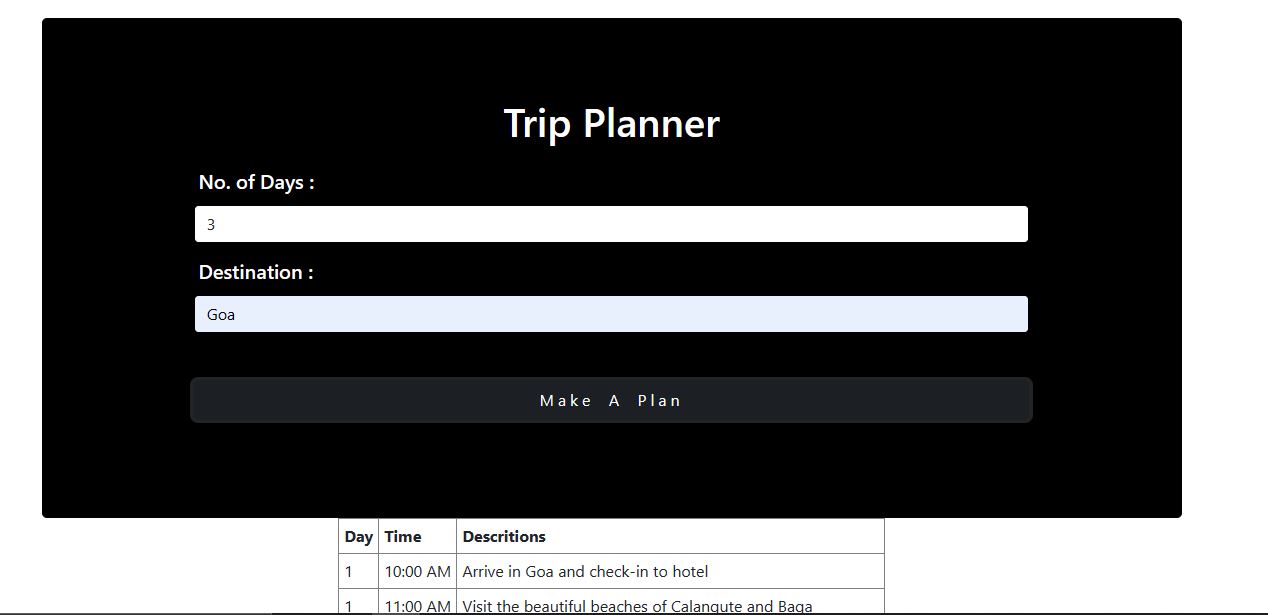 Trip Planner
No. of Days :
3
Destination :
Goa
Make A Plan
Day Time Descritions
1 10:00 AM Arrive in Goa and check-in to hotel
1 11:00 AM Visit the beautiful beaches of Calangute and Baga